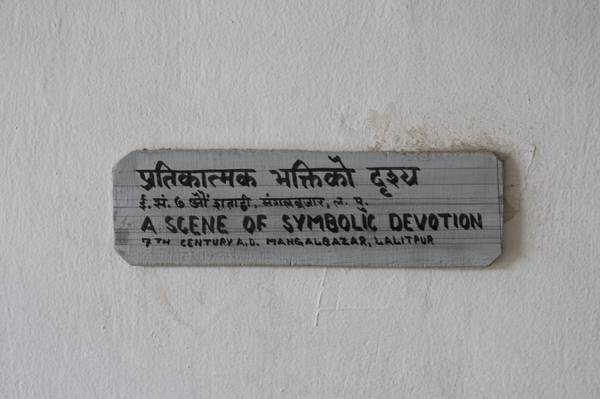 प्रतिकात्मक भक्तिको दृश्य
ई. सं. ७ औं शताब्दी, मंगलबजार, ल. पु.
A SCENE OF SYMBOLIC DEVOTION
7TH CENTURY A.D. MANGALBAZAR, LALITPUR